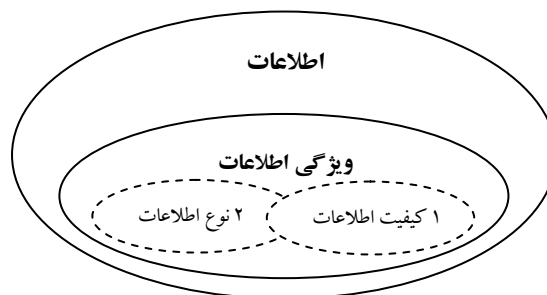 اطلاعات
ویژگی اطلاعات
۱ کیفیت اطلاعات
۲ نوع اطلاعات